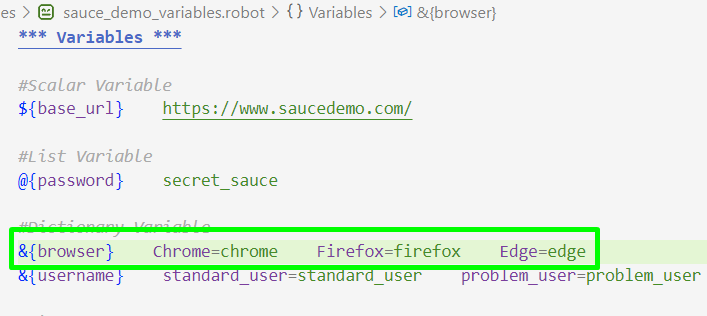 es > sauce_demo_variables.robot > {} Variables > &{browser}
*** Variables ***
#Scalar Variable
${base_url}    https://www.saucedemo.com/
#List Variable
@{password}    secret_sauce
#Dictionary Variable
&{browser}    Chrome=chrome    Firefox=firefox    Edge=edge
&{username}    standard_user=standard_user    problem_user=problem_user